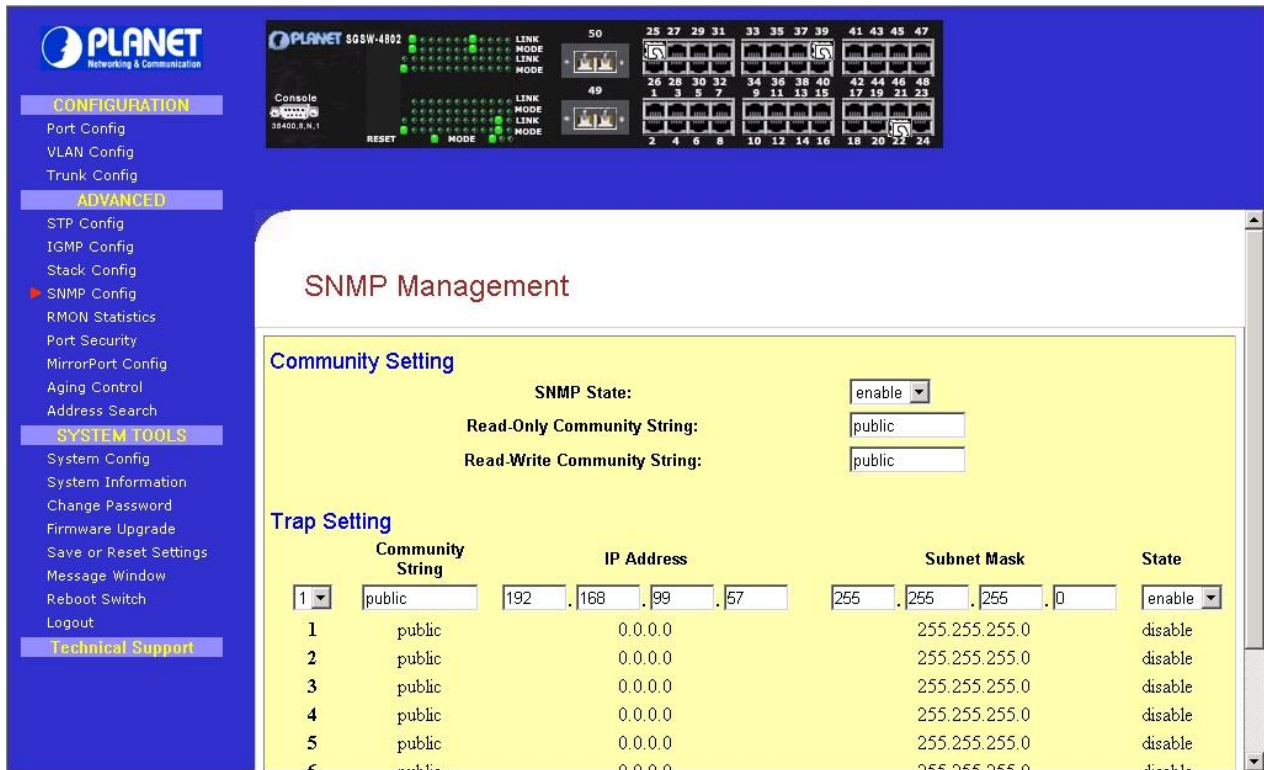 PLANET
Networking & Communication
CONFIGURATION
Port Config
VLAN Config
Trunk Config
ADVANCED
STP Config
IGMP Config
Stack Config
SNMP Config
RMON Statistics
Port Security
MirrorPort Config
Aging Control
Address Search
SYSTEM TOOLS
System Config
System Information
Change Password
Firmware Upgrade
Save or Reset Settings
Message Window
Reboot Switch
Logout
Technical Support
PLANET SGSW-4802
LINK
MODE
LINK
MODE
Console
38400,8,N,1
LINK
MODE
LINK
MODE
RESET MODE
50
49
25 27 29 31 33 35 37 39 41 43 45 47
26 28 30 32 34 36 38 40 42 44 46 48
1 3 5 7 9 11 13 15 17 19 21 23
2 4 6 8 10 12 14 16 18 20 22 24
SNMP Management
Community Setting
SNMP State: enable
Read-Only Community String: public
Read-Write Community String: public
Trap Setting
Community String IP Address Subnet Mask State
1 public 192 . 168 . 99 . 57 255 . 255 . 255 . 0 enable
1 public 0.0.0.0 255.255.255.0 disable
2 public 0.0.0.0 255.255.255.0 disable
3 public 0.0.0.0 255.255.255.0 disable
4 public 0.0.0.0 255.255.255.0 disable
5 public 0.0.0.0 255.255.255.0 disable
6 public 0.0.0.0 255.255.255.0 disable